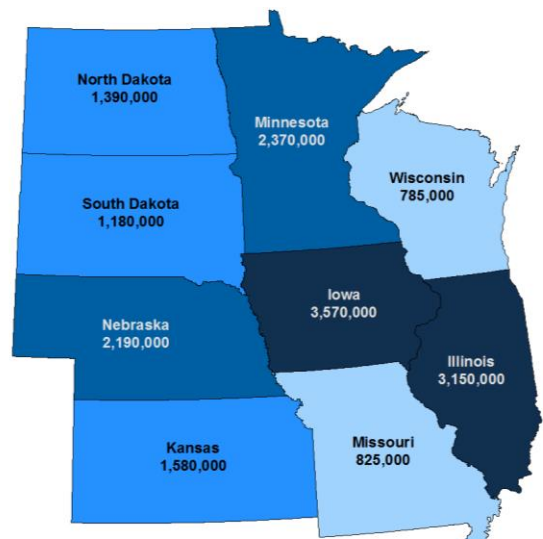 North Dakota
1,390,000
Minnesota
2,370,000
Wisconsin
785,000
South Dakota
1,180,000
Iowa
3,570,000
Nebraska
2,190,000
Illinois
3,150,000
Kansas
1,580,000
Missouri
825,000